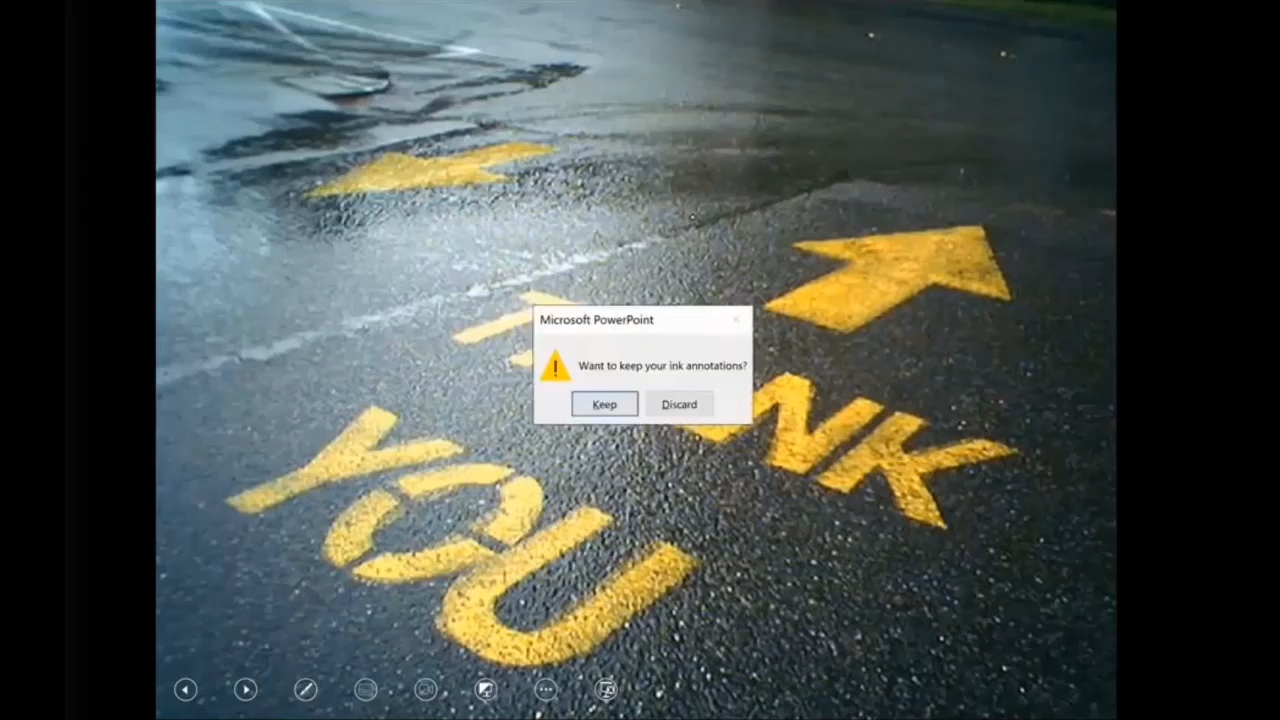 Microsoft PowerPoint
Want to keep your ink annotations?
Keep
Discard
NK
YOU